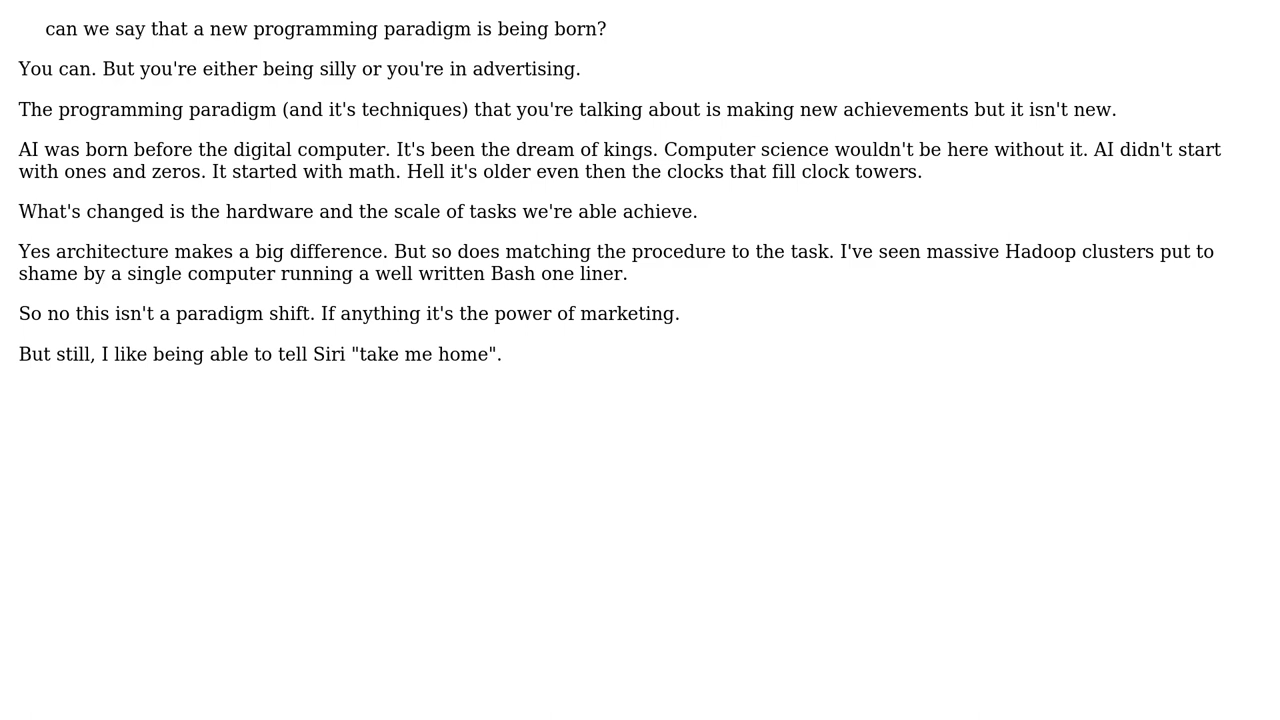 can we say that a new programming paradigm is being born?
You can. But you're either being silly or you're in advertising.
The programming paradigm (and it's techniques) that you're talking about is making new achievements but it isn't new.
AI was born before the digital computer. It's been the dream of kings. Computer science wouldn't be here without it. AI didn't start
with ones and zeros. It started with math. Hell it's older even then the clocks that fill clock towers.
What's changed is the hardware and the scale of tasks we're able achieve.
Yes architecture makes a big difference. But so does matching the procedure to the task. I've seen massive Hadoop clusters put to
shame by a single computer running a well written Bash one liner.
So no this isn't a paradigm shift. If anything it's the power of marketing.
But still, I like being able to tell Siri "take me home".